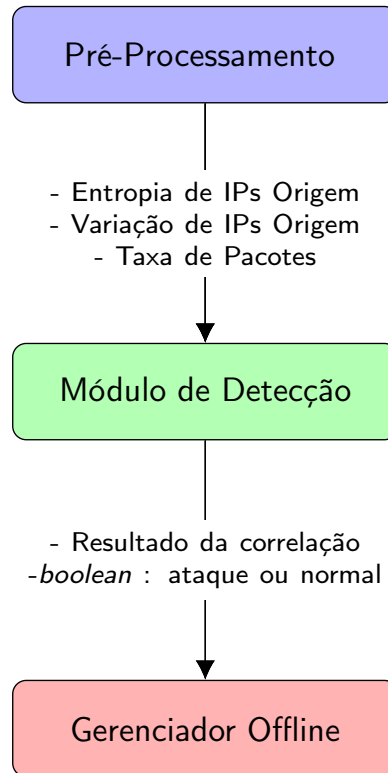 Pré-Processamento
- Entropia de IPs Origem
- Variação de IPs Origem
- Taxa de Pacotes
Módulo de Detecção
- Resultado da correlação
-boolean : ataque ou normal
Gerenciador Offline